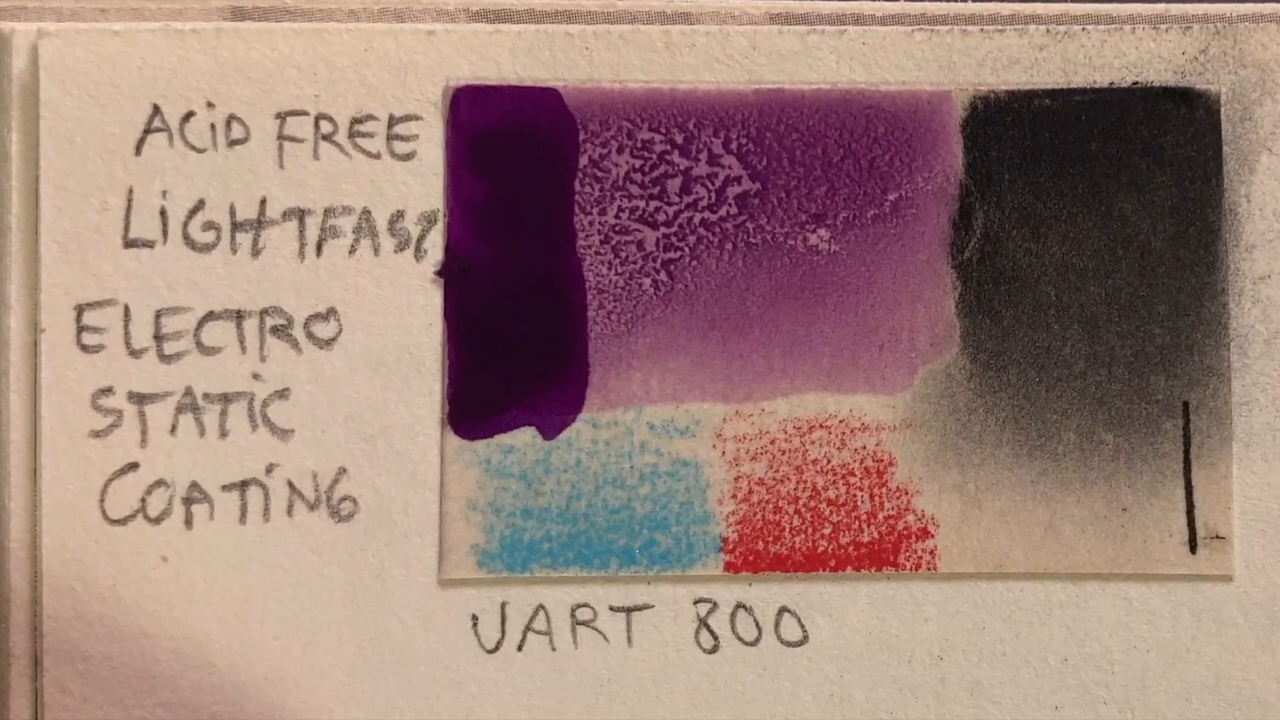 ACiD FREE
LiGHTFAST
ELECTRO
STATiC
COATiNG
UART 800